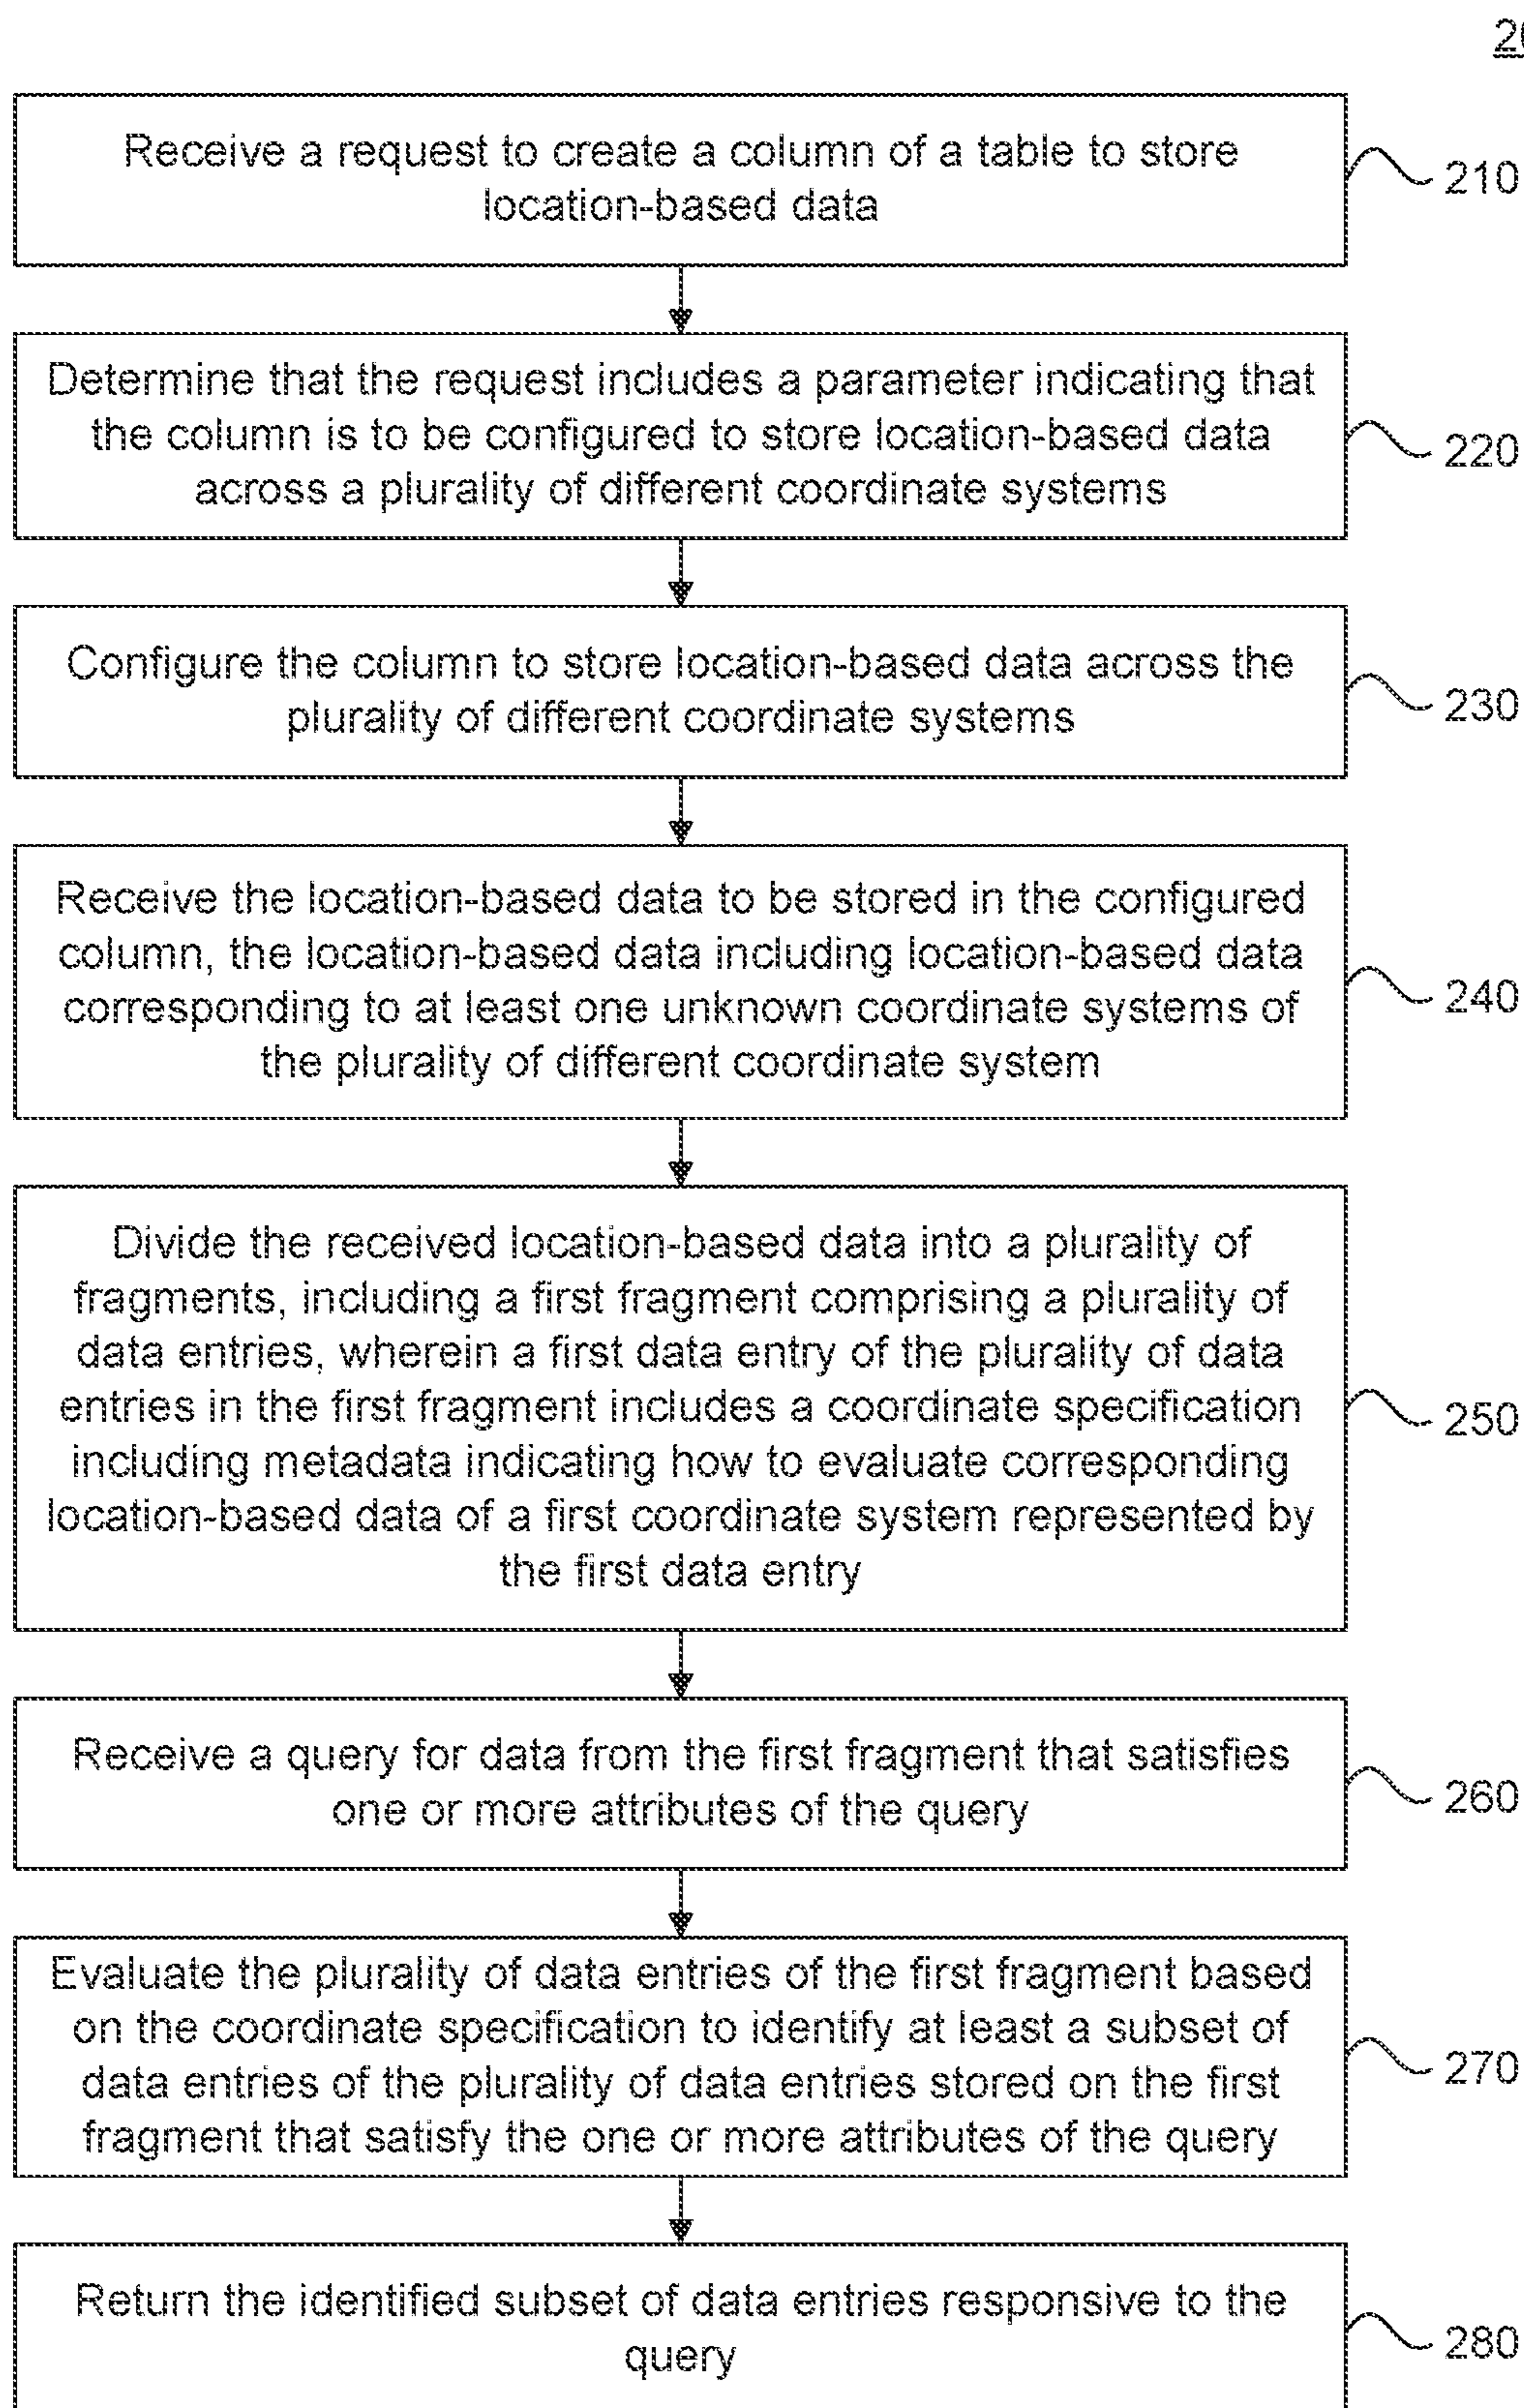 Receive a request to create a column of a table to store
location-based data
210
Determine that the request includes a parameter indicating that
the column is to be configured to store location-based data
across a plurality of different coordinate systems
220
Configure the column to store location-based data across the
plurality of different coordinate systems
230
Receive the location-based data to be stored in the configured
column, the location-based data including location-based data
corresponding to at least one unknown coordinate systems of
the plurality of different coordinate system
240
Divide the received location-based data into a plurality of
fragments, including a first fragment comprising a plurality of
data entries, wherein a first data entry of the plurality of data
entries in the first fragment includes a coordinate specification
including metadata indicating how to evaluate corresponding
location-based data of a first coordinate system represented by
the first data entry
250
Receive a query for data from the first fragment that satisfies
one or more attributes of the query
260
Evaluate the plurality of data entries of the first fragment based
on the coordinate specification to identify at least a subset of
data entries of the plurality of data entries stored on the first
fragment that satisfy the one or more attributes of the query
270
Return the identified subset of data entries responsive to the
query
280